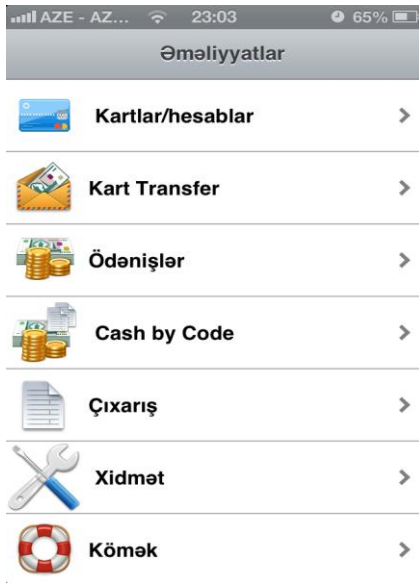 AZE - AZ... 23:03 65%
Əməliyyatlar
Kartlar/hesablar
Kart Transfer
Ödənişlər
Cash by Code
Çıxarış
Xidmət
Kömək